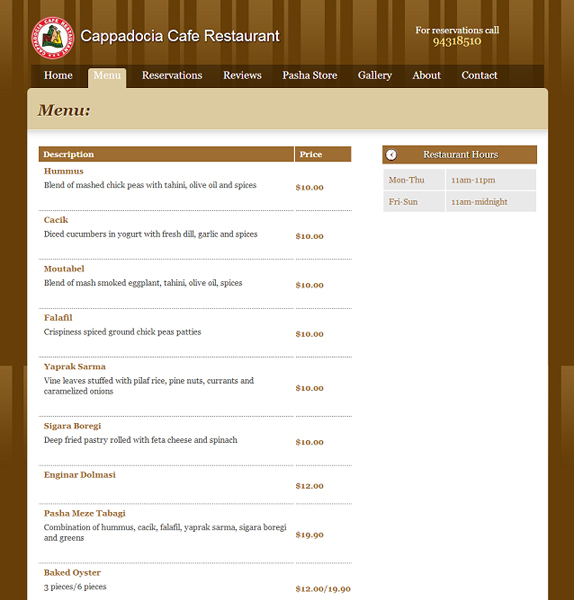 CAPPADOCIA CAFE RESTAURANT
Cappadocia Cafe Restaurant
For reservations call
94318510
Home Menu Reservations Reviews Pasha Store Gallery About Contact
Menu:
Description Price
Hummus
Blend of mashed chick peas with tahini, olive oil and spices
$10.00
Cacik
Diced cucumbers in yogurt with fresh dill, garlic and spices
$10.00
Moutabel
Blend of mash smoked eggplant, tahini, olive oil, spices
$10.00
Falafil
Crispiness spiced ground chick peas patties
$10.00
Yaprak Sarma
Vine leaves stuffed with pilaf rice, pine nuts, currants and
caramelized onions
$10.00
Sigara Boregi
Deep fried pastry rolled with feta cheese and spinach
$10.00
Enginar Dolmasi
$12.00
Pasha Meze Tabagi
Combination of hummus, cacik, falafil, yaprak sarma, sigara boregi
and greens
$19.90
Baked Oyster
3 pieces/6 pieces
$12.00/19.90
Restaurant Hours
Mon-Thu 11am-11pm
Fri-Sun 11am-midnight